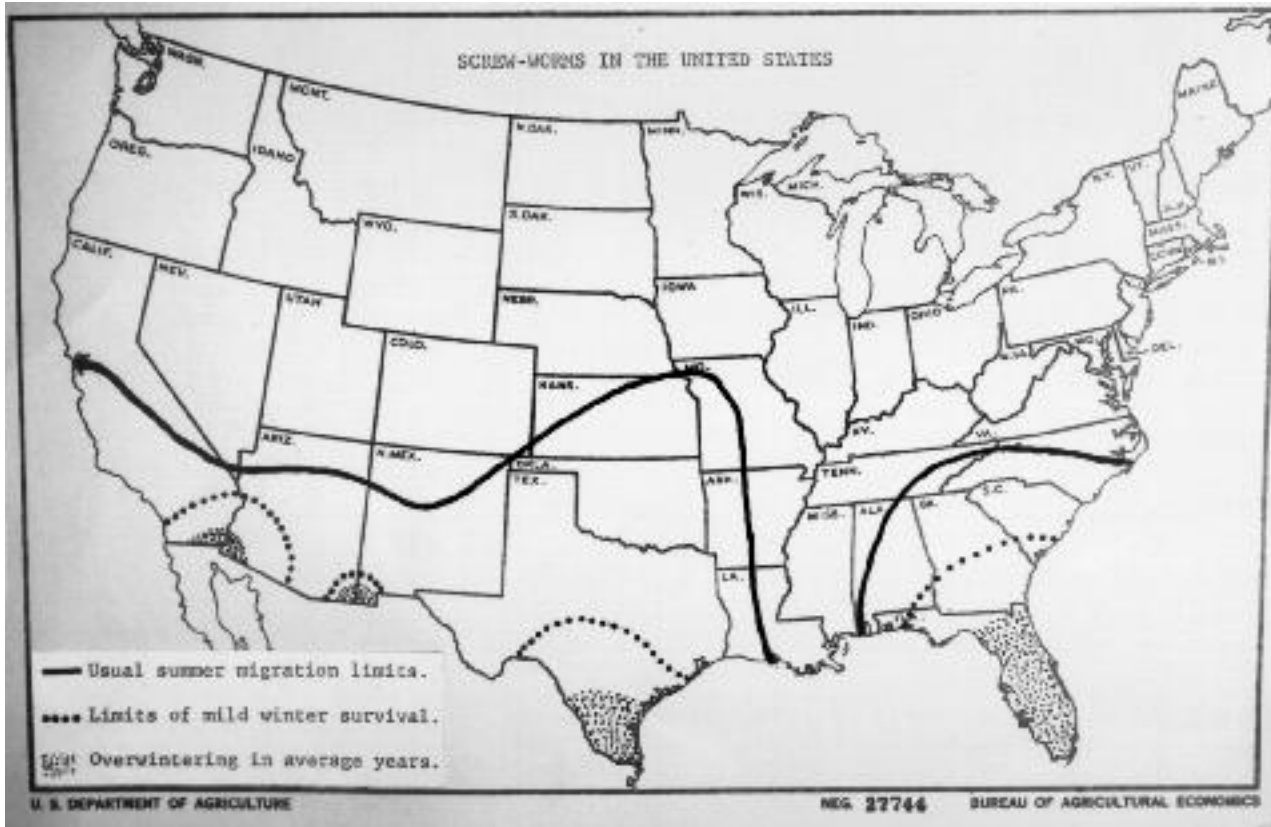 SCREW-WORMS IN THE UNITED STATES
WASH.
MONT.
N.DAK.
MINN.
MAINE
OREG.
IDAHO
WIS.
MICH.
N.Y.
VT.
S.DAK.
WYO.
MASS.
CONN.
R.I.
CALIF.
NEV.
UTAH
NEBR.
IOWA
ILL.
IND.
OHIO
PA.
COLO.
KANS.
MO.
W.VA.
MD.
DEL.
KY.
VA.
ARIZ.
N.MEX.
OKLA.
TEX.
ARK.
TENN.
S.C.
MISS.
ALA.
GA.
LA.
Usual summer migration limits.
Limits of mild winter survival.
Overwintering in average years.
U. S. DEPARTMENT OF AGRICULTURE
NEG. 27744
BUREAU OF AGRICULTURAL ECONOMICS